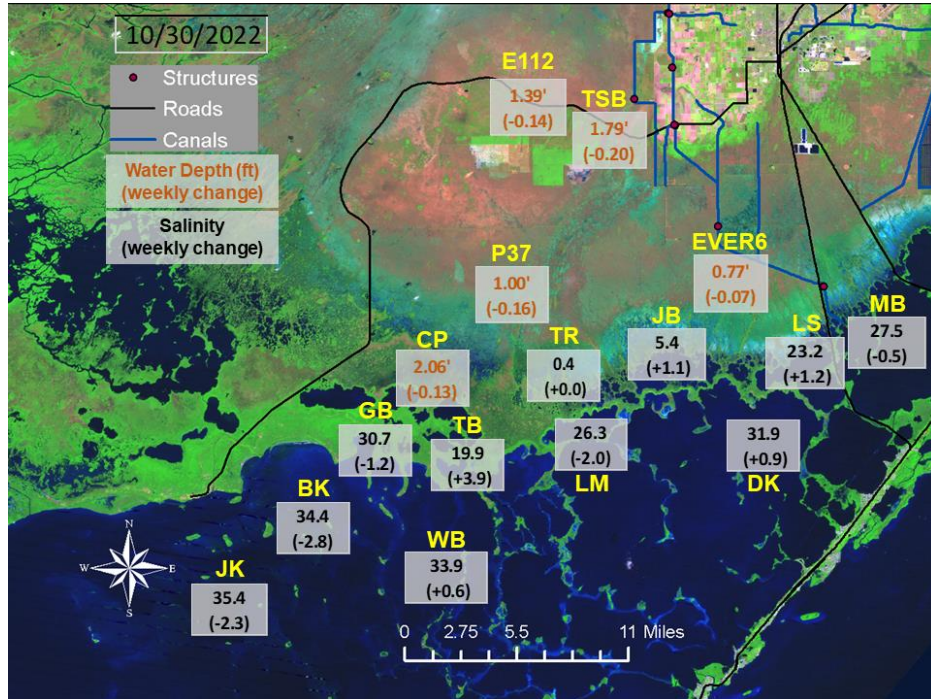 10/30/2022
Structures
Roads
Canals
Water Depth (ft)
(weekly change)
Salinity
(weekly change)
E112
1.39'
(-0.14)
TSB
1.79'
(-0.20)
P37
1.00'
(-0.16)
EVER6
0.77'
(-0.07)
CP
2.06'
(-0.13)
TR
0.4
(+0.0)
JB
5.4
(+1.1)
LS
23.2
(+1.2)
MB
27.5
(-0.5)
GB
30.7
(-1.2)
TB
19.9
(+3.9)
26.3
(-2.0)
LM
31.9
(+0.9)
DK
BK
34.4
(-2.8)
WB
33.9
(+0.6)
JK
35.4
(-2.3)
N
W E
S
0 2.75 5.5 11 Miles